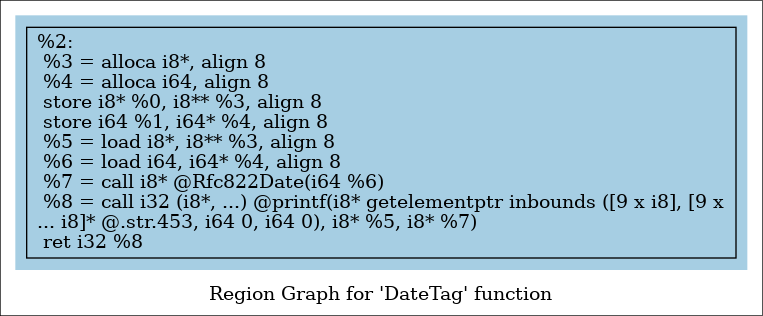 %2:
%3 = alloca i8*, align 8
%4 = alloca i64, align 8
store i8* %0, i8** %3, align 8
store i64 %1, i64* %4, align 8
%5 = load i8*, i8** %3, align 8
%6 = load i64, i64* %4, align 8
%7 = call i8* @Rfc822Date(i64 %6)
%8 = call i32 (i8*, ...) @printf(i8* getelementptr inbounds ([9 x i8], [9 x
... i8]* @.str.453, i64 0, i64 0), i8* %5, i8* %7)
ret i32 %8
Region Graph for 'DateTag' function